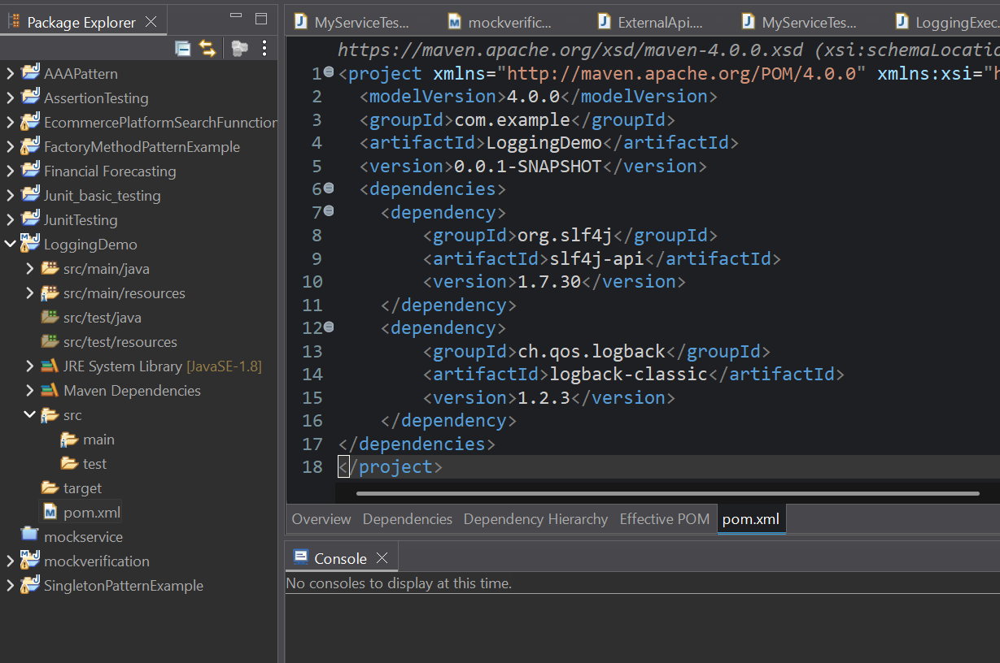 Package Explorer
AAAPattern
AssertionTesting
EcommercePlatformSearchFunnction
FactoryMethodPatternExample
Financial Forecasting
Junit_basic_testing
JunitTesting
LoggingDemo
src/main/java
src/main/resources
src/test/java
src/test/resources
JRE System Library [JavaSE-1.8]
Maven Dependencies
src
main
test
target
pom.xml
mockservice
mockverification
SingletonPatternExample
MyServiceTes... mockverific... ExternalApi.... MyServiceTes... LoggingExec.
https://maven.apache.org/xsd/maven-4.0.0.xsd (xsi:schemaLocatio
1 <project xmlns="http://maven.apache.org/POM/4.0.0" xmlns:xsi="h
2 <modelVersion>4.0.0</modelVersion>
3 <groupId>com.example</groupId>
4 <artifactId>LoggingDemo</artifactId>
5 <version>0.0.1-SNAPSHOT</version>
6 <dependencies>
7 <dependency>
8 <groupId>org.slf4j</groupId>
9 <artifactId>slf4j-api</artifactId>
10 <version>1.7.30</version>
11 </dependency>
12 <dependency>
13 <groupId>ch.qos.logback</groupId>
14 <artifactId>logback-classic</artifactId>
15 <version>1.2.3</version>
16 </dependency>
17 </dependencies>
18 </project>
Overview Dependencies Dependency Hierarchy Effective POM pom.xml
Console
No consoles to display at this time.